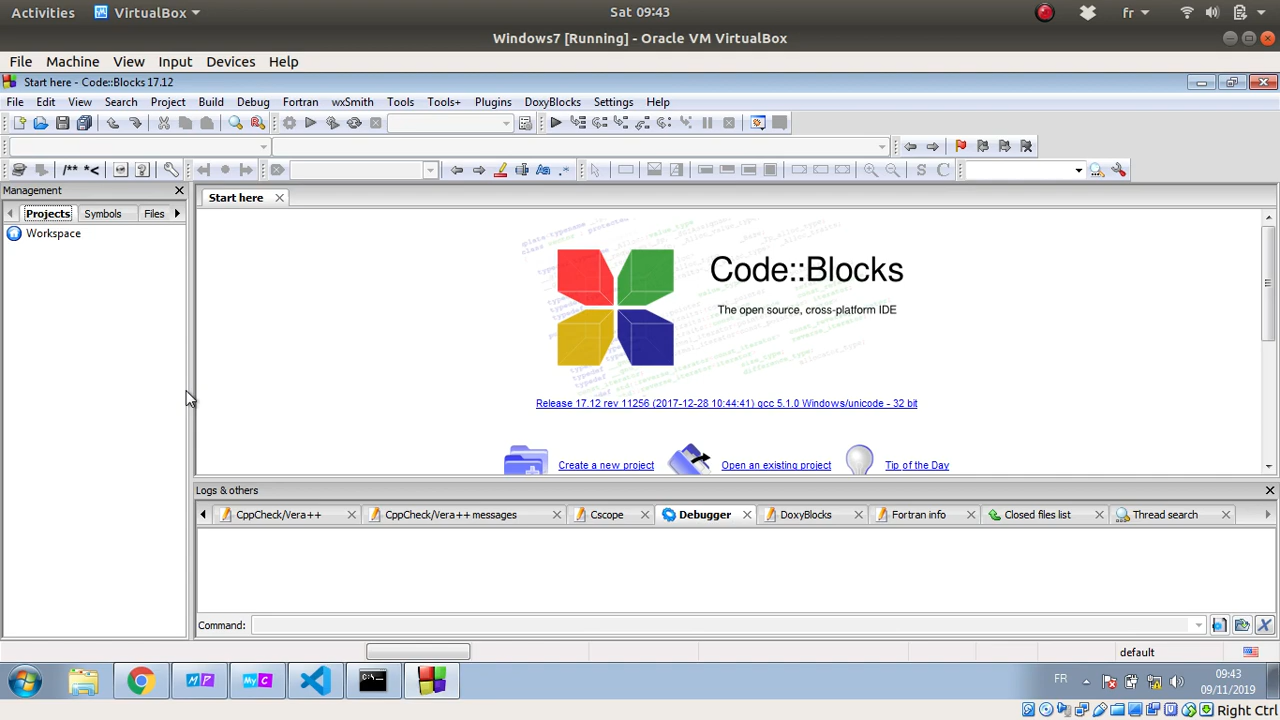 Activities VirtualBox Sat 09:43 fr
Windows7 [Running] - Oracle VM VirtualBox
File Machine View Input Devices Help
Start here - Code::Blocks 17.12
File Edit View Search Project Build Debug Fortran wxSmith Tools Tools+ Plugins DoxyBlocks Settings Help
/** *< Aab .* S C
Management
Start here
Projects Symbols Files
Workspace
Code::Blocks
The open source, cross-platform IDE
Release 17.12 rev 11256 (2017-12-28 10:44:41) gcc 5.1.0 Windows/unicode - 32 bit
Create a new project Open an existing project Tip of the Day
Logs & others
CppCheck/Vera++ CppCheck/Vera++ messages Cscope Debugger DoxyBlocks Fortran info Closed files list Thread search
Command:
default
MP MyC FR 09:43
09/11/2019
Right Ctrl